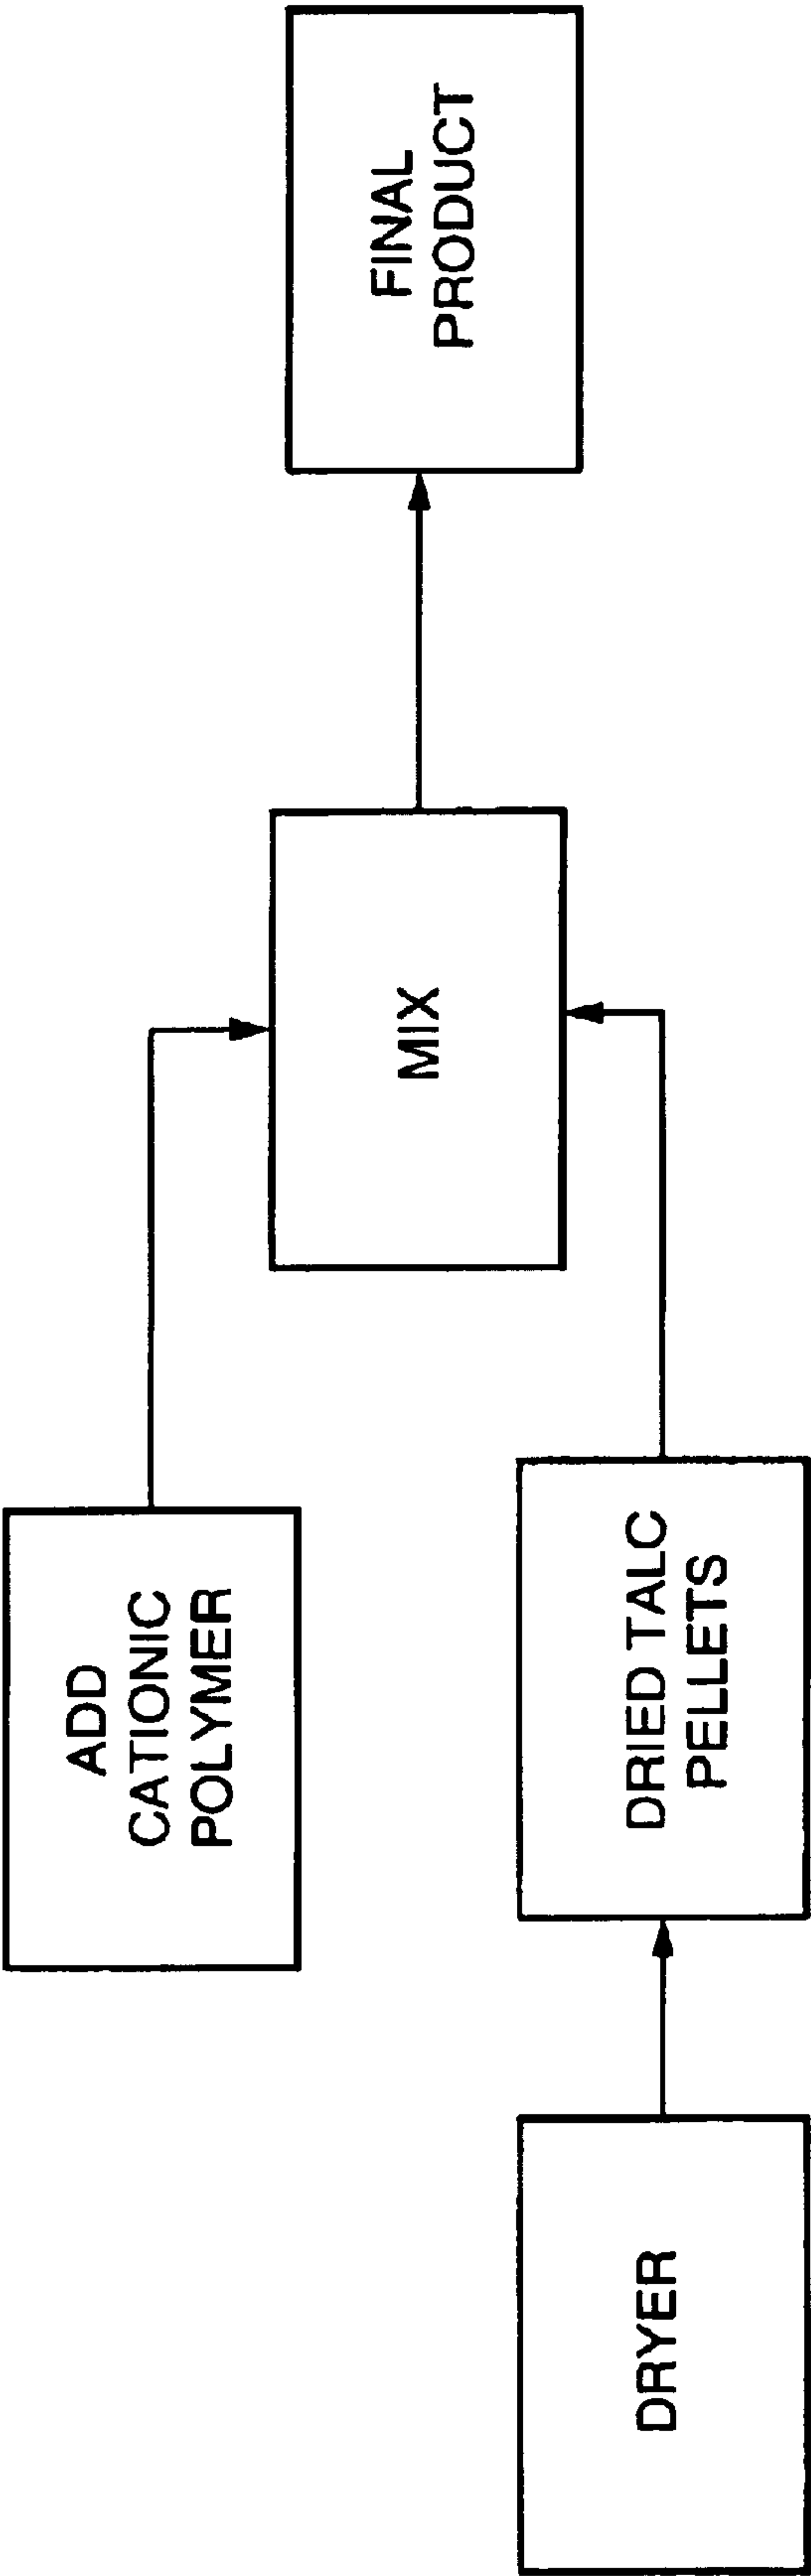 ADD
CATIONIC
POLYMER
DRYER
DRIED TALC
PELLETS
MIX
FINAL
PRODUCT